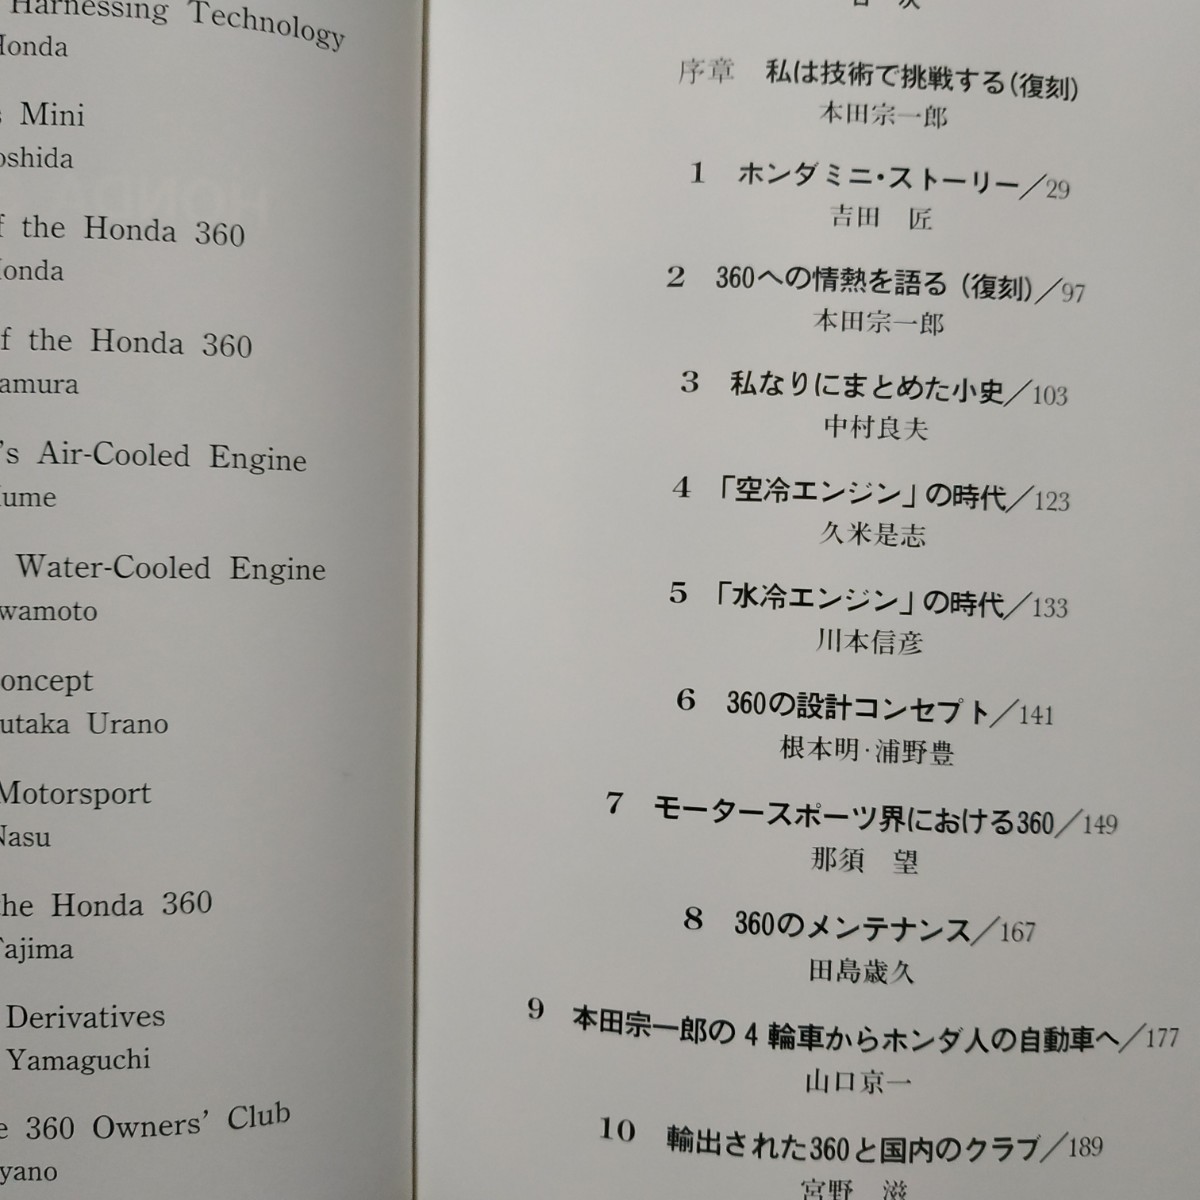 Harnessing Technology
Honda
Mini
oshida
the Honda 360
onda
f the Honda 360
amura
's Air-Cooled Engine
ume
Water-Cooled Engine
wamoto
oncept
utaka Urano
Motorsport
Nasu
he Honda 360
Tajima
Derivatives
Yamaguchi
e 360 Owners' Club
yano
目 次
序章 私は技術で挑戦する(復刻)
本田宗一郎
1 ホンダミニ・ストーリー/29
吉田 匠
2 360への情熱を語る(復刻)/97
本田宗一郎
3 私なりにまとめた小史/103
中村良夫
4 「空冷エンジン」の時代/123
久米是志
5 「水冷エンジン」の時代/133
川本信彦
6 360の設計コンセプト/141
根本明·浦野豊
7 モータースポーツ界における360/149
那須 望
8 360のメンテナンス/167
田島歳久
9 本田宗一郎の4輪車からホンダ人の自動車へ/177
山口京一
10 輸出された360と国内のクラブ/189
宮野 滋